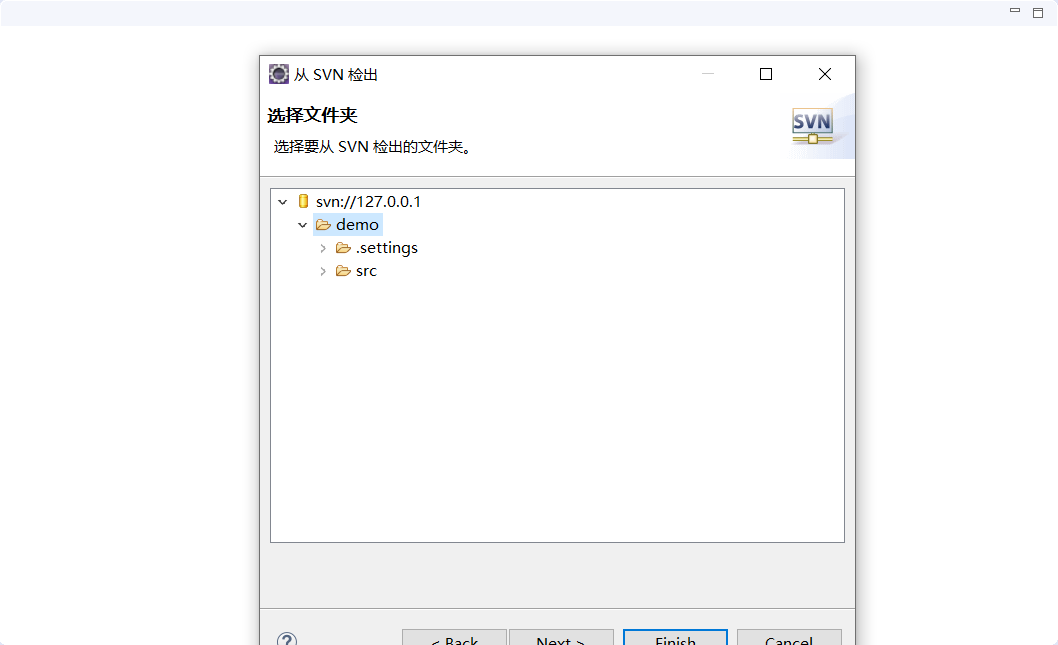 从 SVN 检出
选择文件夹
选择要从 SVN 检出的文件夹。
SVN
svn://127.0.0.1
demo
.settings
src
?
< Back
Next >
Finish
Cancel